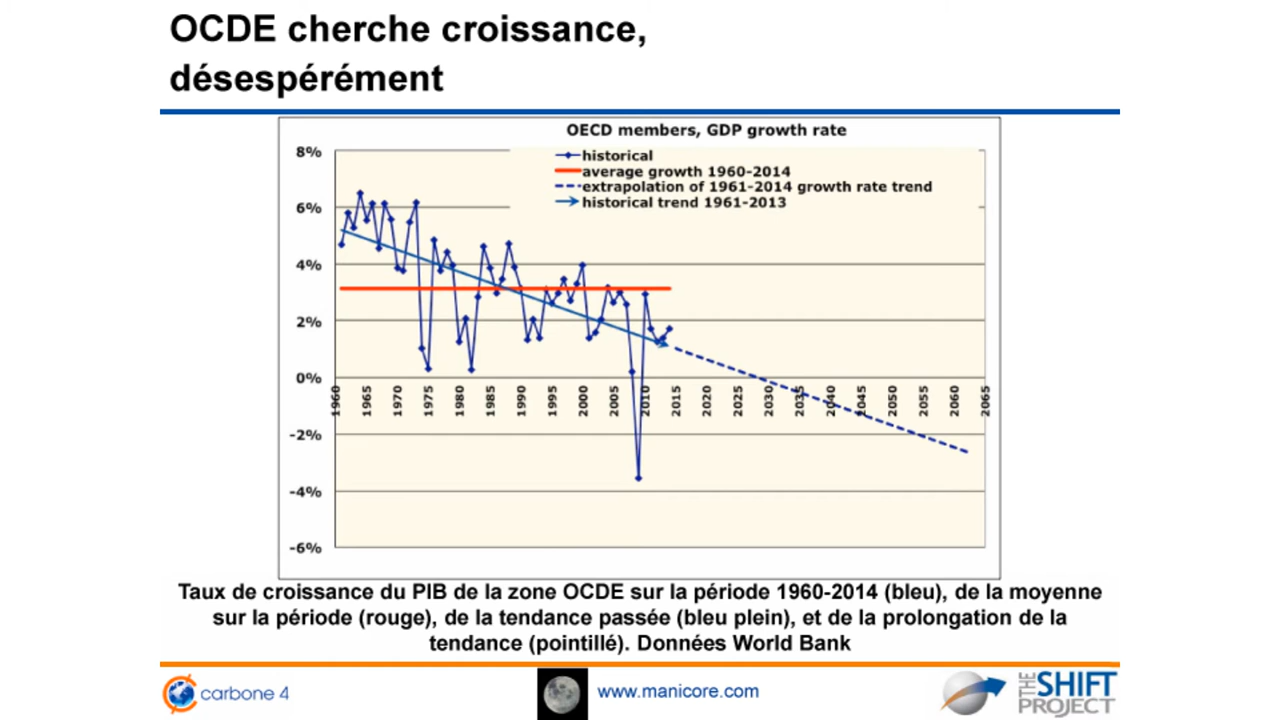 OCDE cherche croissance,
désespérément
OECD members, GDP growth rate
historical
average growth 1960-2014
extrapolation of 1961-2014 growth rate trend
historical trend 1961-2013
8%
6%
4%
2%
0%
-2%
-4%
-6%
1960 1965 1970 1975 1980 1985 1990 1995 2000 2005 2010 2015 2020 2025 2030 2035 2040 2045 2050 2055 2060 2065
Taux de croissance du PIB de la zone OCDE sur la période 1960-2014 (bleu), de la moyenne
sur la période (rouge), de la tendance passée (bleu plein), et de la prolongation de la
tendance (pointillé). Données World Bank
carbone 4
www.manicore.com
THE SHIFT
PROJECT